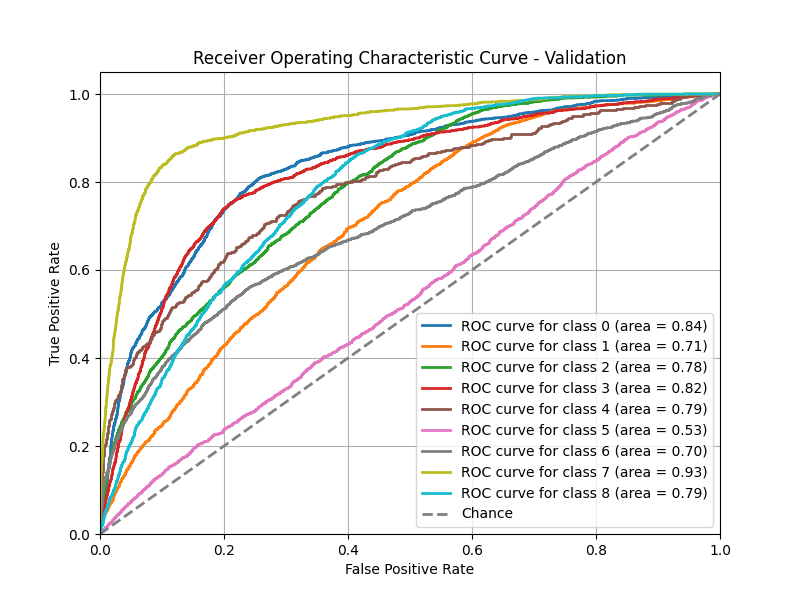 Receiver Operating Characteristic Curve - Validation
1.0
0.8
0.6
0.4
0.2
0.0
True Positive Rate
ROC curve for class 0 (area = 0.84)
ROC curve for class 1 (area = 0.71)
ROC curve for class 2 (area = 0.78)
ROC curve for class 3 (area = 0.82)
ROC curve for class 4 (area = 0.79)
ROC curve for class 5 (area = 0.53)
ROC curve for class 6 (area = 0.70)
ROC curve for class 7 (area = 0.93)
ROC curve for class 8 (area = 0.79)
Chance
0.0 0.2 0.4 0.6 0.8 1.0
False Positive Rate